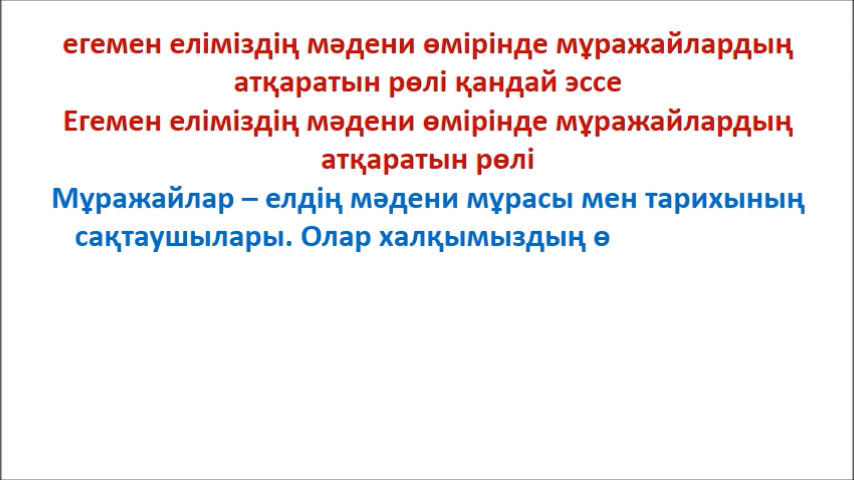 егемен еліміздің мәдени өмірінде мұражайлардың
атқаратын рөлі қандай эссе
Егемен еліміздің мәдени өмірінде мұражайлардың
атқаратын рөлі
Мұражайлар – елдің мәдени мұрасы мен тарихының
сақтаушылары. Олар халқымыздың ө